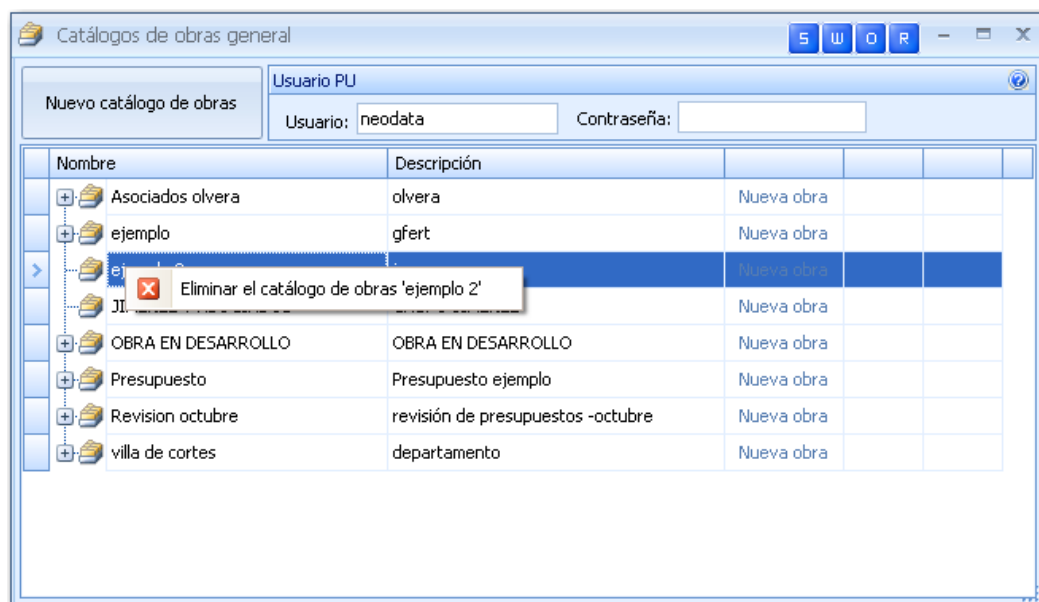 Catálogos de obras general S W O R
Nuevo catálogo de obras
Usuario PU
Usuario: neodata Contraseña:
Nombre Descripción
Asociados olvera olvera Nueva obra
ejemplo gfert Nueva obra
Nueva obra
Eliminar el catálogo de obras 'ejemplo 2'
Nueva obra
OBRA EN DESARROLLO OBRA EN DESARROLLO Nueva obra
Presupuesto Presupuesto ejemplo Nueva obra
Revision octubre revisión de presupuestos -octubre Nueva obra
villa de cortes departamento Nueva obra